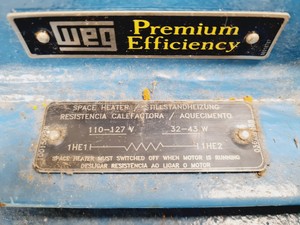 WEG Premium
Efficiency
SPACE HEATER / STILLSTANDHEIZUNG
RESISTENCIA CALEFACTORA / AQUECIMENTO
110-127 V 32-43 W
1HE1 1HE2
SPACE HEATER MUST SWITCHED OFF WHEN MOTOR IS RUNNING
DESLIGAR RESISTENCIA AO LIGAR O MOTOR